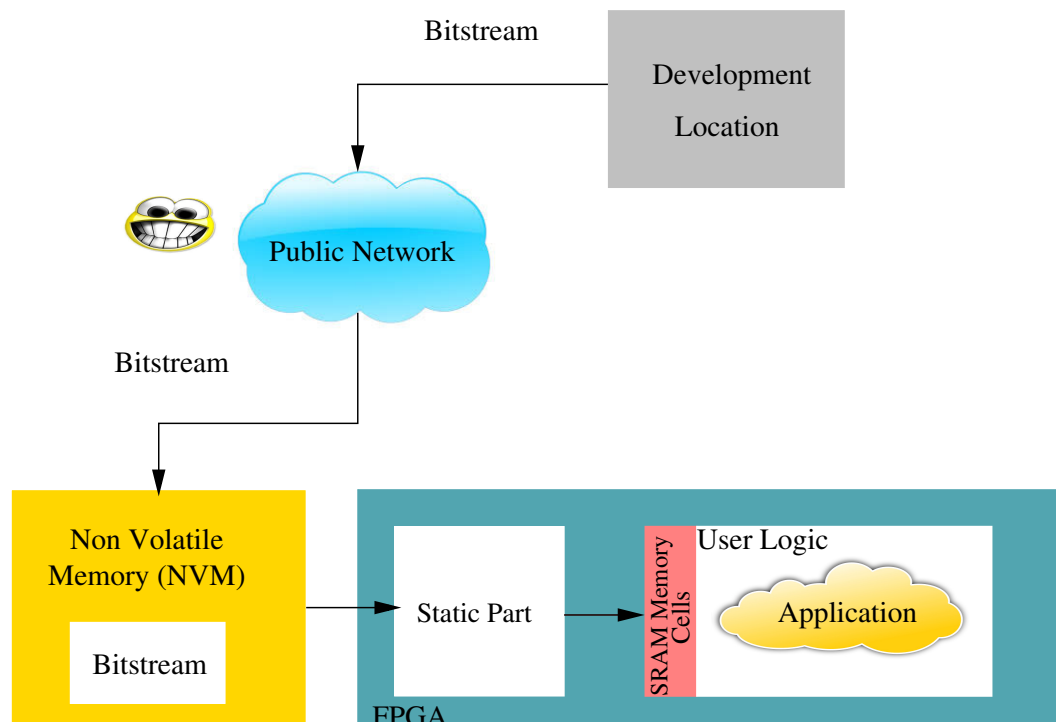 Bitstream
Development
Location
Public Network
Bitstream
Non Volatile
Memory (NVM)
Bitstream
Static Part
SRAM Memory
Cells
User Logic
Application
FPGA